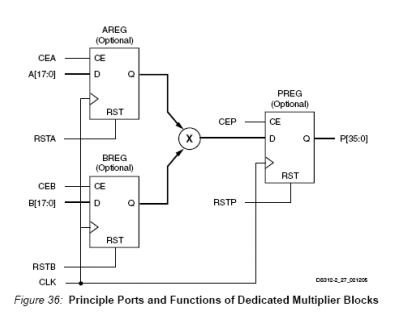 AREG
(Optional)
CEA
CE
A[17:0]
D
Q
RST
RSTA
X
CEP
PREG
(Optional)
CE
D
Q
P[35:0]
RST
RSTP
BREG
(Optional)
CEB
CE
B[17:0]
D
Q
RST
RSTB
CLK
DS312-2_27_021205
Figure 36: Principle Ports and Functions of Dedicated Multiplier Blocks